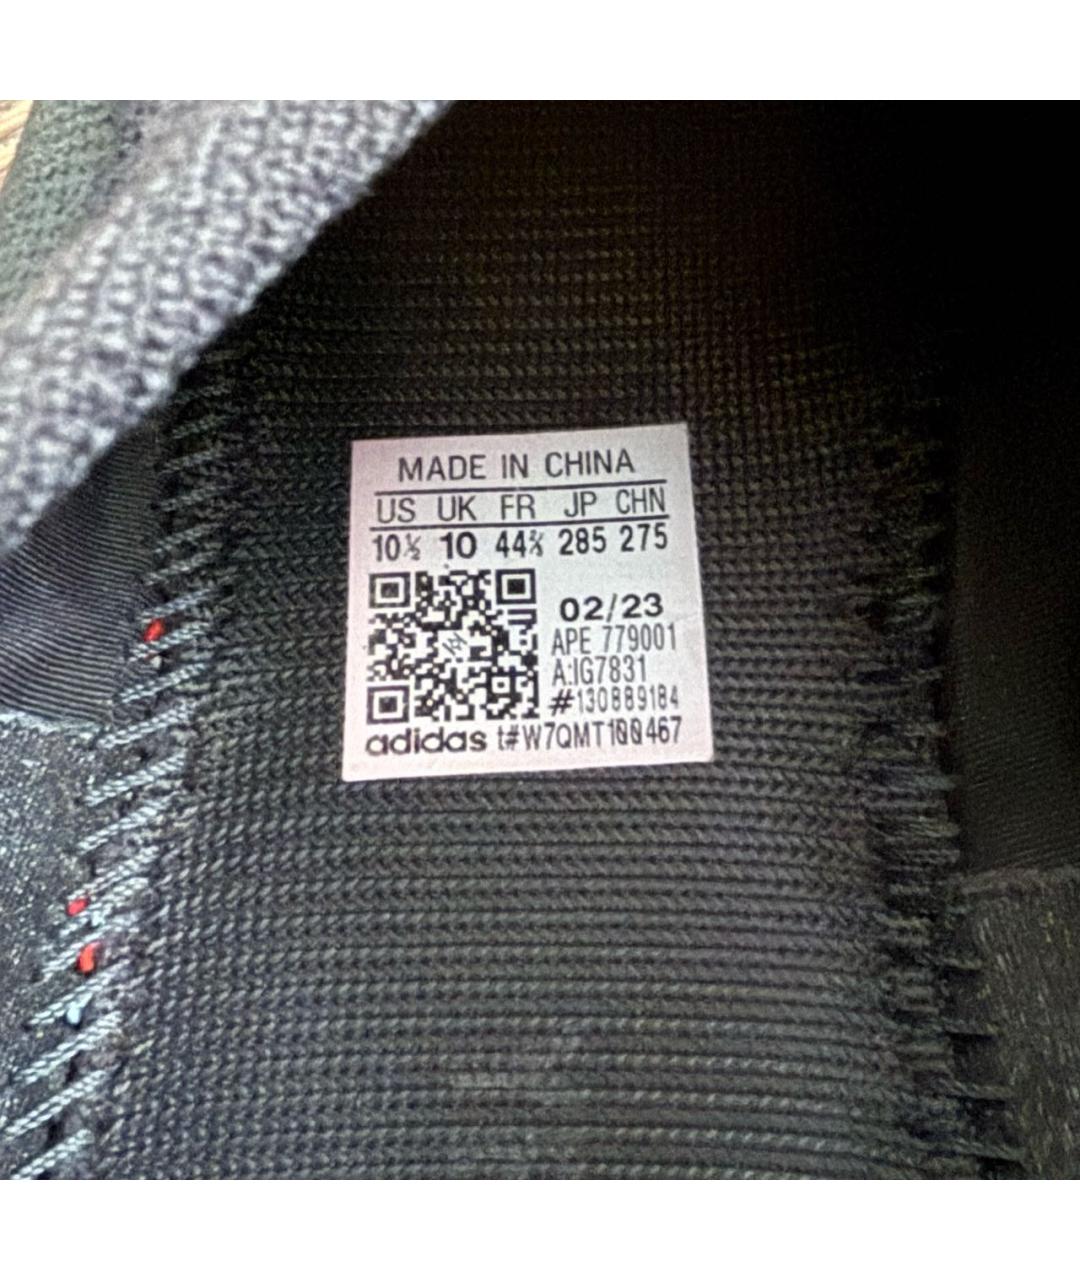 MADE IN CHINA
US UK FR JP CHN
10½ 10 44⅔ 285 275
02/23
APE 779001
A:IG7831
#130889184
adidas t#W7QMT100467